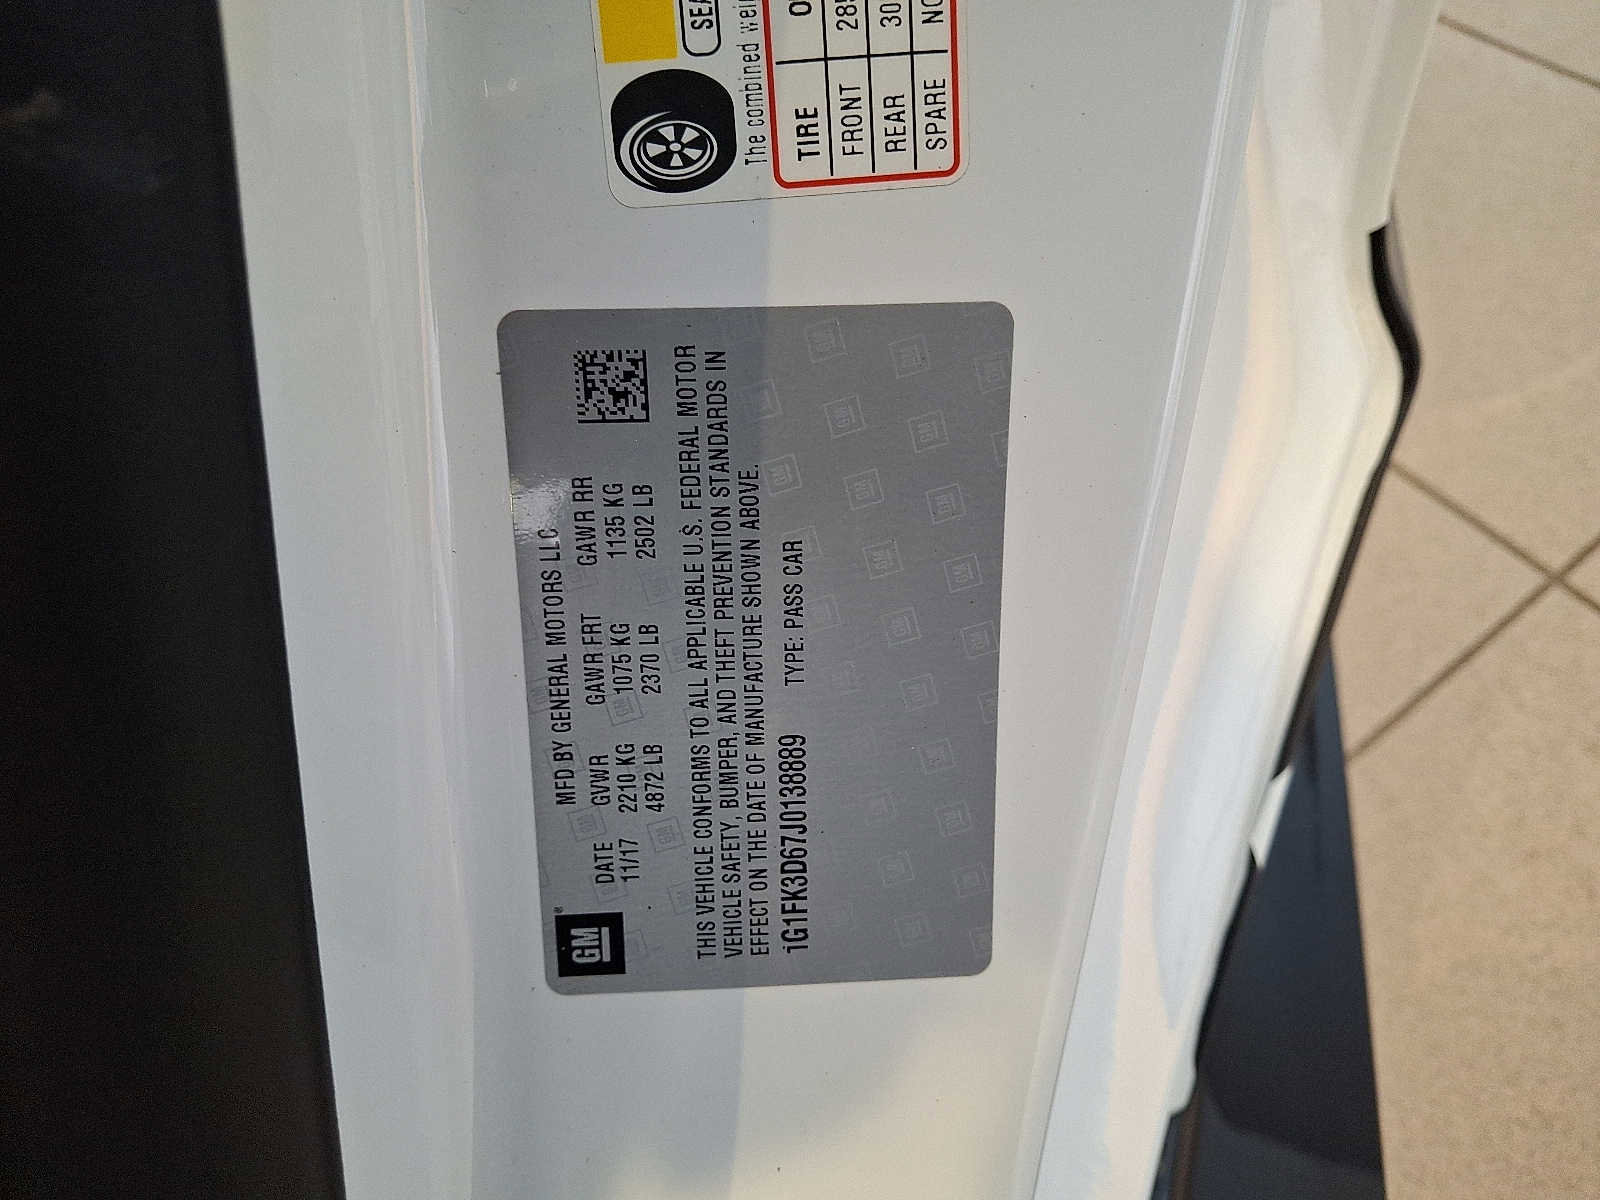 GM
MFD BY GENERAL MOTORS LLC
DATE GVWR GAWR FRT GAWR RR
11/17 2210 KG 1075 KG 1135 KG
4872 LB 2370 LB 2502 LB
THIS VEHICLE CONFORMS TO ALL APPLICABLE U.S. FEDERAL MOTOR
VEHICLE SAFETY, BUMPER, AND THEFT PREVENTION STANDARDS IN
EFFECT ON THE DATE OF MANUFACTURE SHOWN ABOVE.
1G1FK3D67J0138889 TYPE: PASS CAR
The combined
TIRE
FRONT
REAR
SPARE